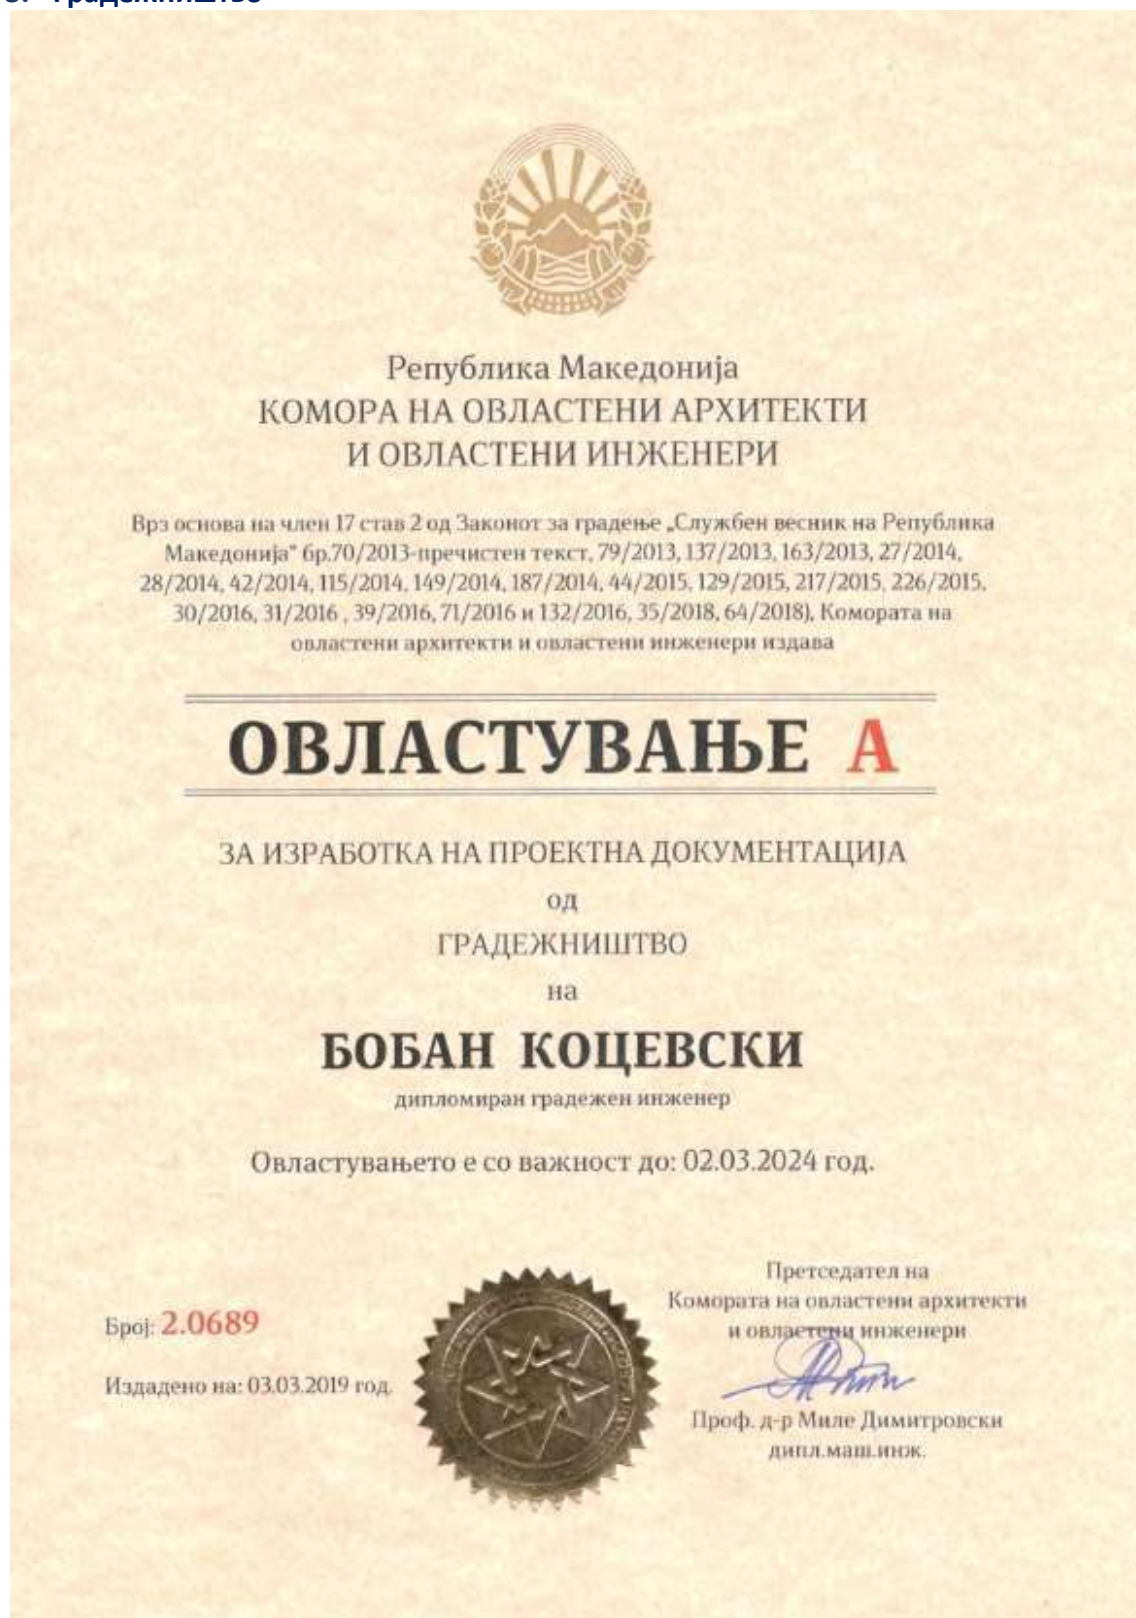 Република Македонија
КОМОРА НА ОВЛАСТЕНИ АРХИТЕКТИ
И ОВЛАСТЕНИ ИНЖЕНЕРИ
Врз основа на член 17 став 2 од Законот за градење „Службен весник на Република
Македонија“ бр.70/2013-пречистен текст, 79/2013, 137/2013, 163/2013, 27/2014,
28/2014, 42/2014, 115/2014, 149/2014, 187/2014, 44/2015, 129/2015, 217/2015, 226/2015,
30/2016, 31/2016 , 39/2016, 71/2016 и 132/2016, 35/2018, 64/2018), Комората на
овластени архитекти и овластени инженери издава
ОВЛАСТУВАЊЕ А
ЗА ИЗРАБОТКА НА ПРОЕКТНА ДОКУМЕНТАЦИЈА
од
ГРАДЕЖНИШТВО
на
БОБАН КОЦЕВСКИ
дипломиран градежен инженер
Овластувањето е со важност до: 02.03.2024 год.
Број: 2.0689
Издадено на: 03.03.2019 год.
Претседател на
Комората на овластени архитекти
и овластени инженери
Проф. д-р Миле Димитровски
дипл.маш.инж.